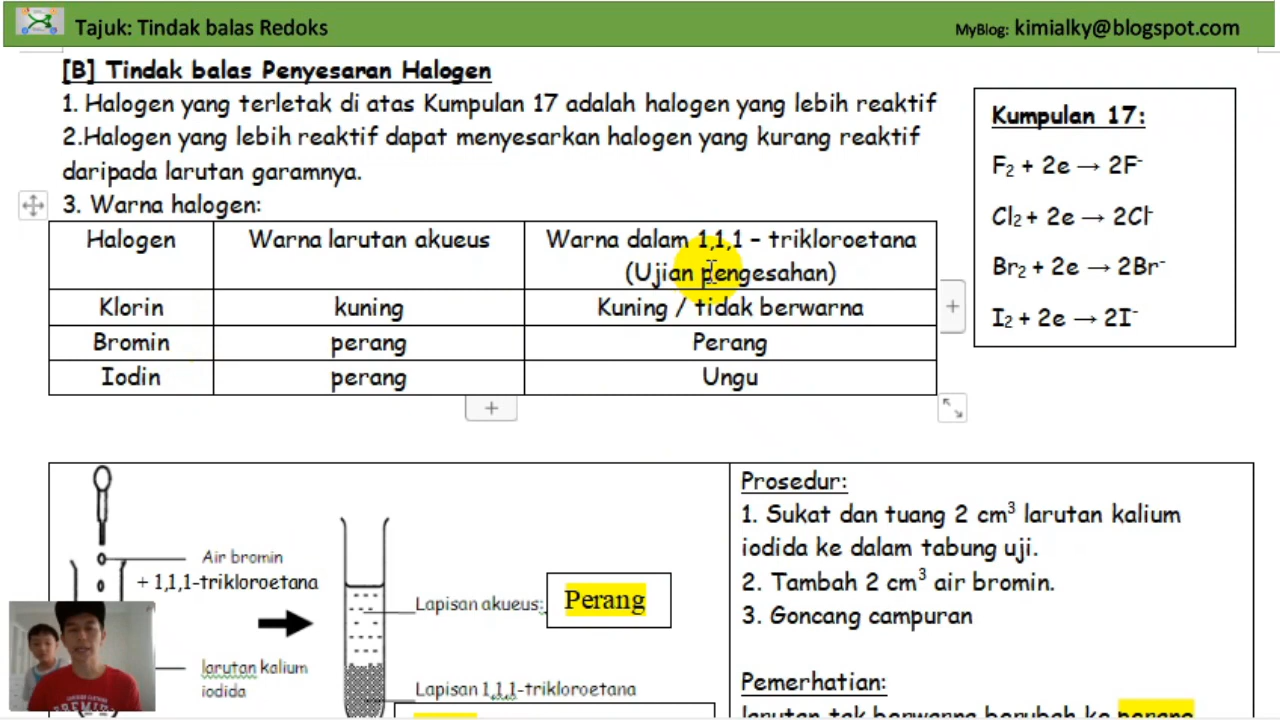 Tajuk: Tindak balas Redoks
MyBlog: kimialky@blogspot.com
[B] Tindak balas Penyesaran Halogen
1. Halogen yang terletak di atas Kumpulan 17 adalah halogen yang lebih reaktif
2.Halogen yang lebih reaktif dapat menyesarkan halogen yang kurang reaktif
daripada larutan garamnya.
3. Warna halogen:
Halogen Warna larutan akueus Warna dalam 1,1,1 – trikloroetana
(Ujian pengesahan)
Klorin kuning Kuning / tidak berwarna
Bromin perang Perang
Iodin perang Ungu
Kumpulan 17:
F₂ + 2e → 2F⁻
Cl₂ + 2e → 2Cl⁻
Br₂ + 2e → 2Br⁻
I₂ + 2e → 2I⁻
Air bromin
+ 1,1,1-trikloroetana
larutan kalium
iodida
Lapisan akueus: Perang
Lapisan 1,1,1-trikloroetana
Prosedur:
1. Sukat dan tuang 2 cm³ larutan kalium
iodida ke dalam tabung uji.
2. Tambah 2 cm³ air bromin.
3. Goncang campuran
Pemerhatian:
larutan tak berwarna berubah ke perang